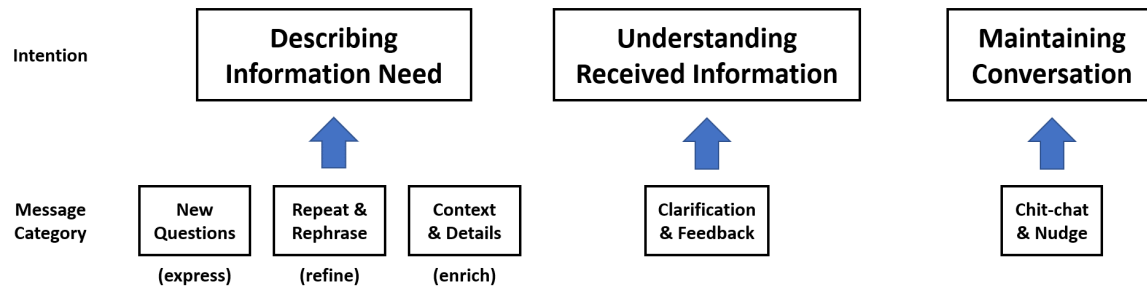 Intention
Describing
Information Need
Understanding
Received Information
Maintaining
Conversation
Message
Category
New
Questions
Repeat &
Rephrase
Context
& Details
Clarification
& Feedback
Chit-chat
& Nudge
(express)
(refine)
(enrich)